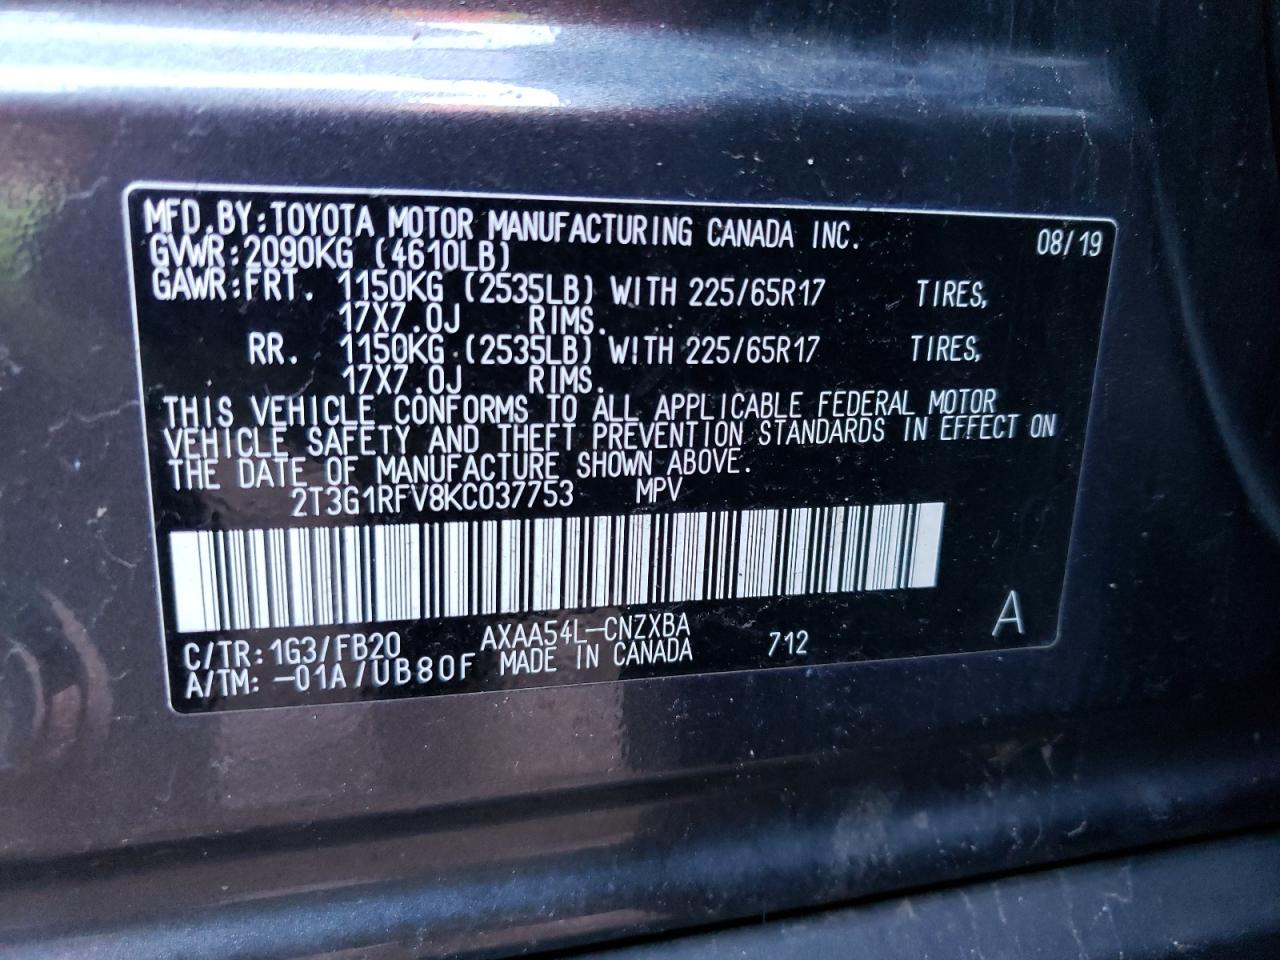 MFD.BY:TOYOTA MOTOR MANUFACTURING CANADA INC. 08/19
GVWR:2090KG (4610LB)
GAWR:FRT. 1150KG (2535LB) WITH 225/65R17 TIRES,
17X7.0J RIMS.
RR. 1150KG (2535LB) WITH 225/65R17 TIRES,
17X7.0J RIMS.
THIS VEHICLE CONFORMS TO ALL APPLICABLE FEDERAL MOTOR
VEHICLE SAFETY AND THEFT PREVENTION STANDARDS IN EFFECT ON
THE DATE OF MANUFACTURE SHOWN ABOVE.
2T3G1RFV8KC037753 MPV
C/TR:1G3/FB20 AXAA54L-CNZXBA
A/TM:-01A/UB80F MADE IN CANADA 712 A